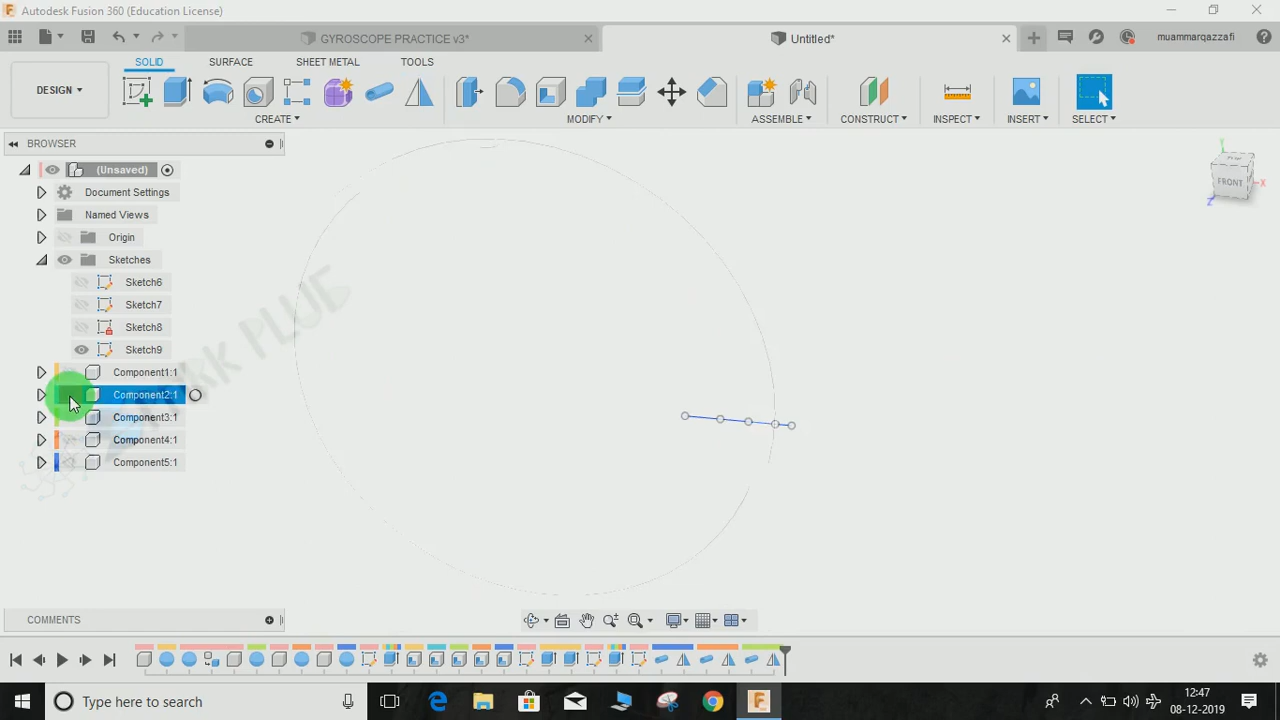 Autodesk Fusion 360 (Education License)
GYROSCOPE PRACTICE v3*
Untitled*
muammarqazzafi
SOLID
SURFACE
SHEET METAL
TOOLS
DESIGN
CREATE
MODIFY
ASSEMBLE
CONSTRUCT
INSPECT
INSERT
SELECT
BROWSER
(Unsaved)
Document Settings
Named Views
Origin
Sketches
Sketch6
Sketch7
Sketch8
Sketch9
Component1:1
Component2:1
Component3:1
Component4:1
Component5:1
FRONT
X
Y
Z
COMMENTS
Type here to search
12:47
08-12-2019